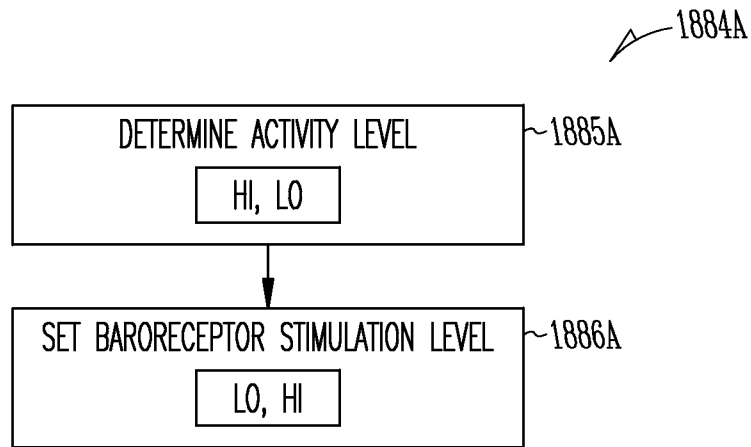 1884A
DETERMINE ACTIVITY LEVEL
1885A
HI, LO
SET BARORECEPTOR STIMULATION LEVEL
1886A
LO, HI